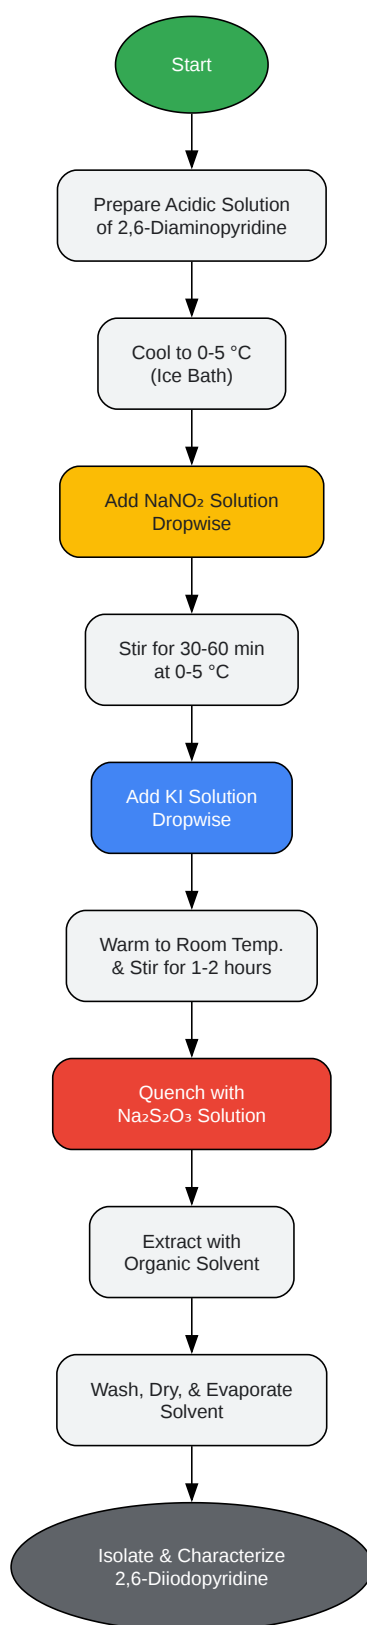 Start
Prepare Acidic Solution
of 2,6-Diaminopyridine
Cool to 0-5 °C
(Ice Bath)
Add NaNO₂ Solution
Dropwise
Stir for 30-60 min
at 0-5 °C
Add KI Solution
Dropwise
Warm to Room Temp.
& Stir for 1-2 hours
Quench with
Na₂S₂O₃ Solution
Extract with
Organic Solvent
Wash, Dry, & Evaporate
Solvent
Isolate & Characterize
2,6-Diiodopyridine